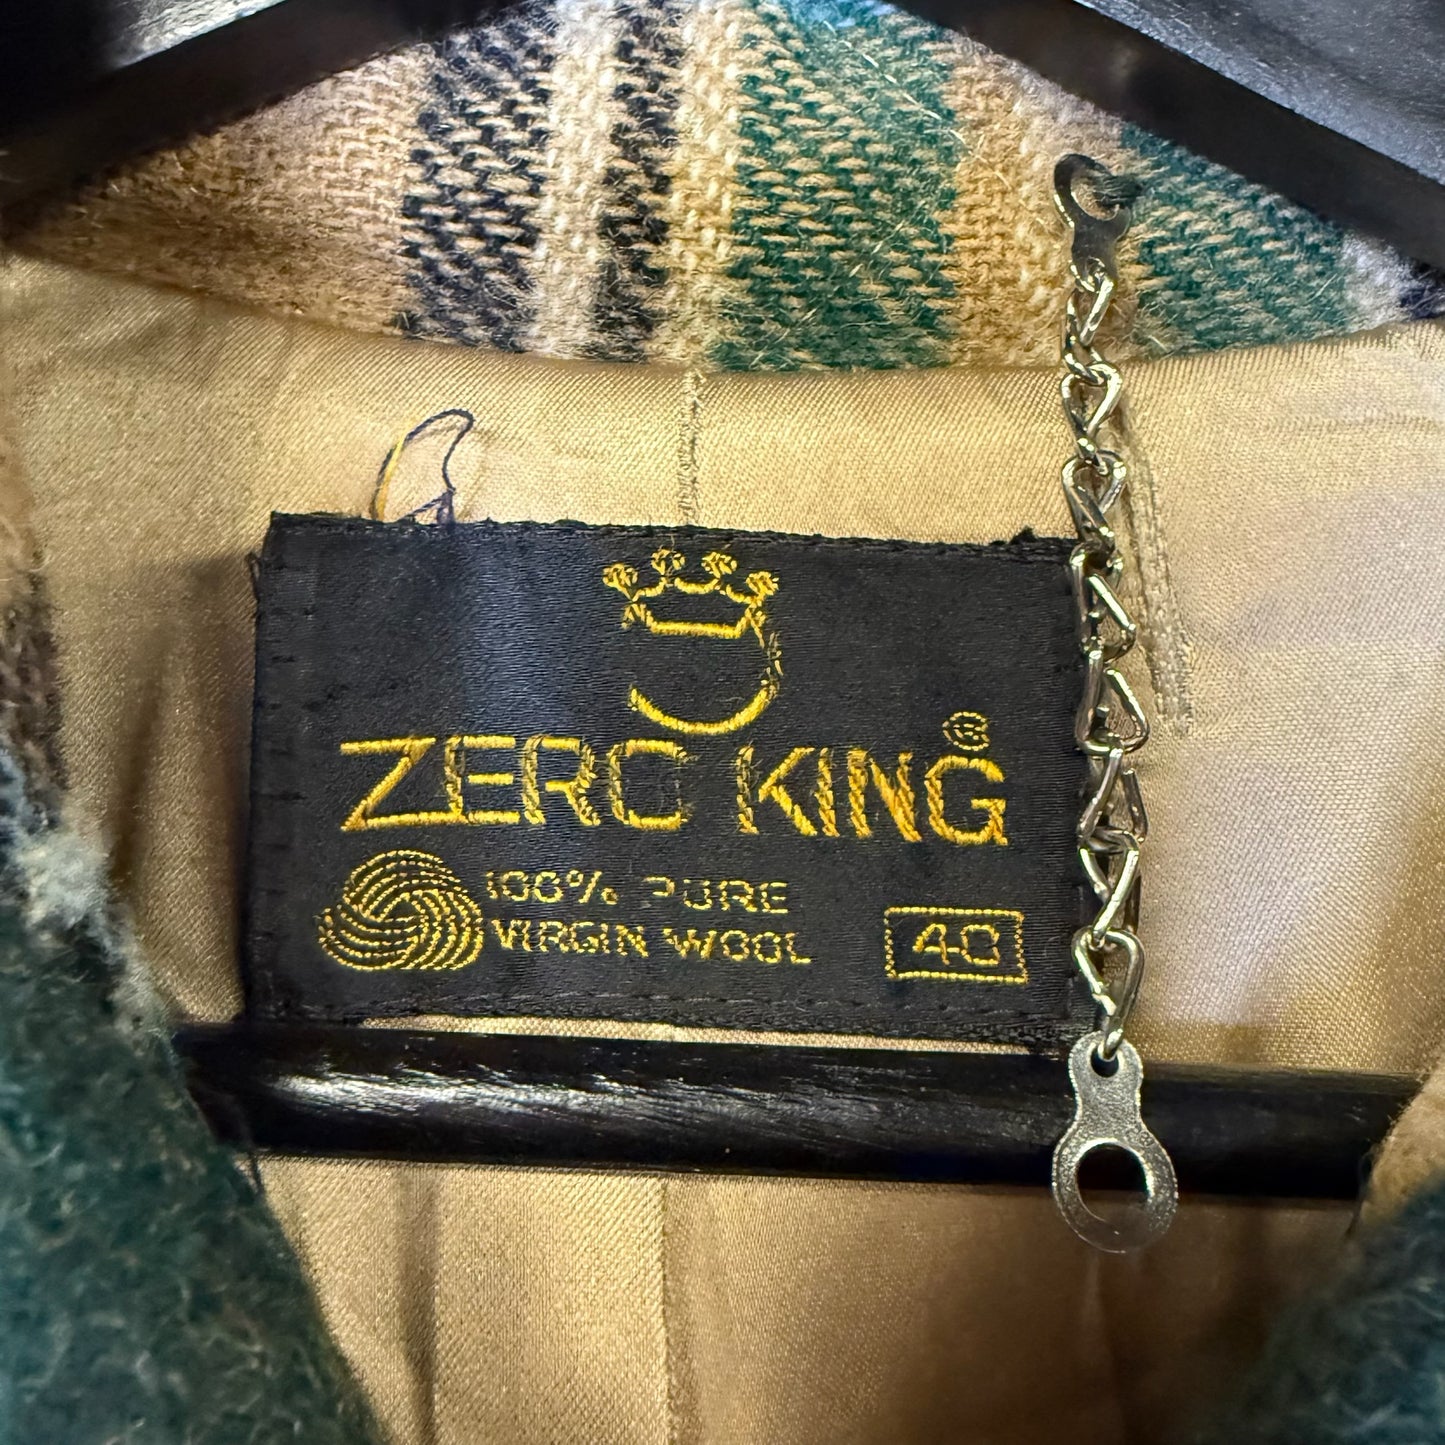 ZERO KING®
100% PURE
VIRGIN WOOL
40